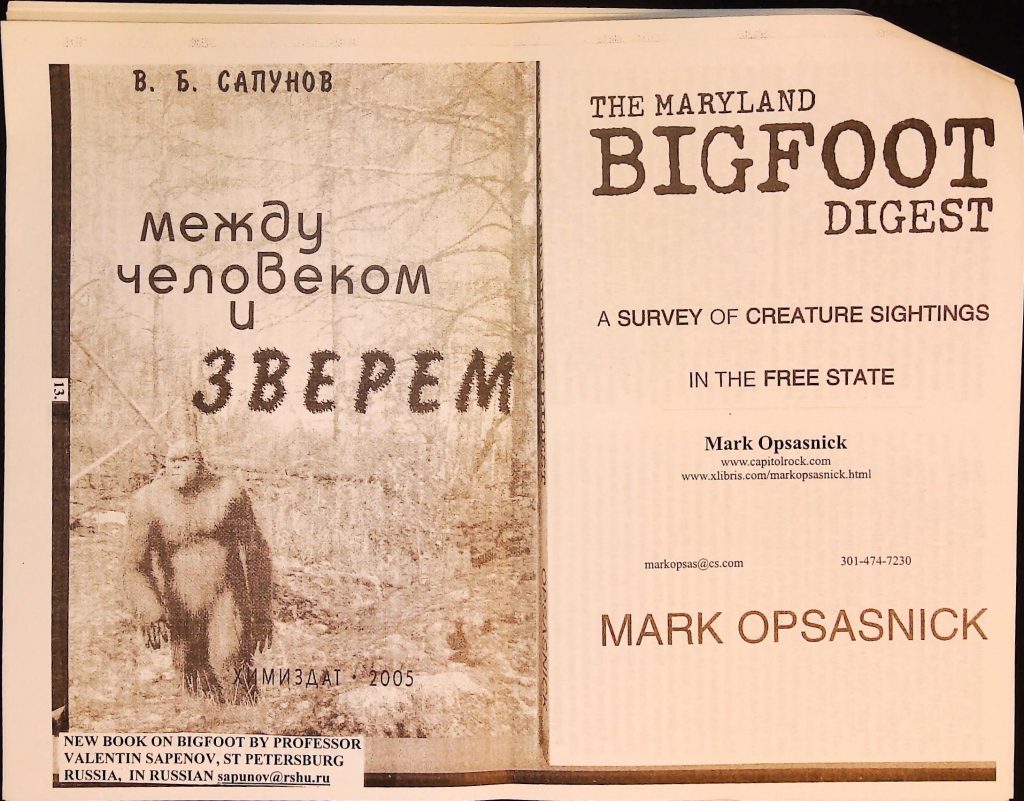 В. Б. САПУНОВ
между
человеком
и
ЗВЕРЕМ
13.
ХИМИЗДАТ • 2005
NEW BOOK ON BIGFOOT BY PROFESSOR
VALENTIN SAPENOV, ST PETERSBURG
RUSSIA, IN RUSSIAN sapunov@rshu.ru
THE MARYLAND
BIGFOOT
DIGEST
A SURVEY OF CREATURE SIGHTINGS
IN THE FREE STATE
Mark Opsasnick
www.capitolrock.com
www.xlibris.com/markopsasnick.html
markopsas@cs.com 301-474-7230
MARK OPSASNICK